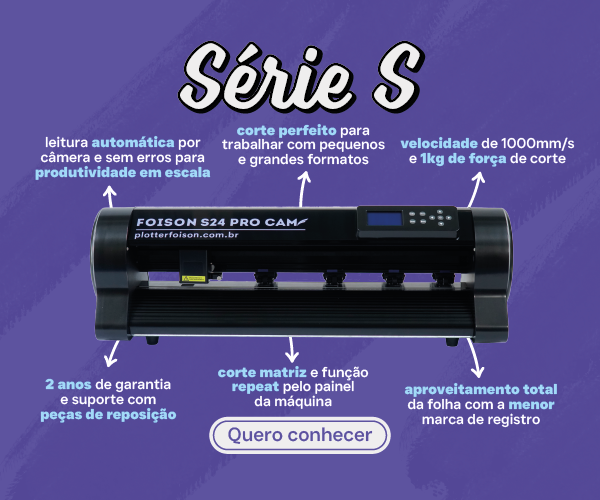 Série S
leitura automática por
câmera e sem erros para
produtividade em escala
corte perfeito para
trabalhar com pequenos
e grandes formatos
velocidade de 1000mm/s
e 1kg de força de corte
FOISON S24 PRO CAM
plotterfoison.com.br
2 anos de garantia
e suporte com
peças de reposição
corte matriz e função
repeat pelo painel
da máquina
aproveitamento total
da folha com a menor
marca de registro
Quero conhecer